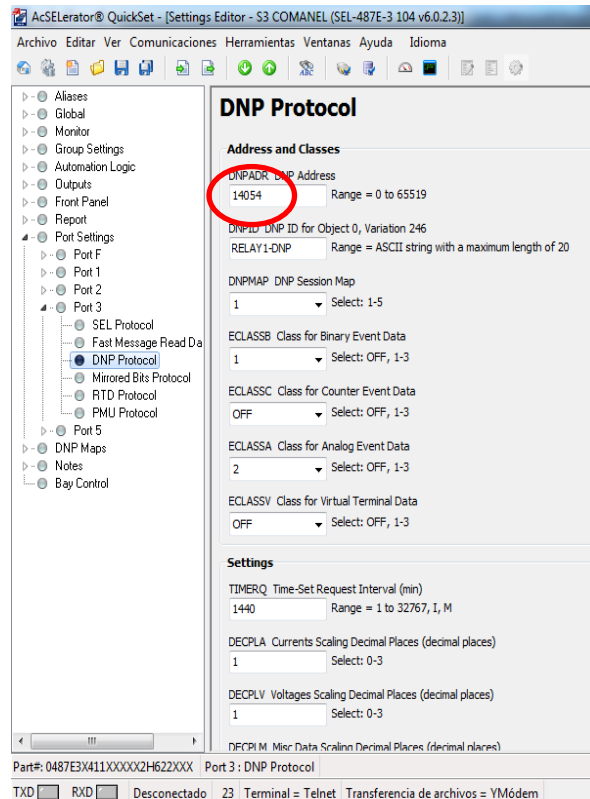 AcSELerator® QuickSet - [Settings Editor - S3 COMANEL (SEL-487E-3 104 v6.0.2.3)]
Archivo Editar Ver Comunicaciones Herramientas Ventanas Ayuda Idioma
Aliases
Global
Monitor
Group Settings
Automation Logic
Outputs
Front Panel
Report
Port Settings
Port F
Port 1
Port 2
Port 3
SEL Protocol
Fast Message Read Da
DNP Protocol
Mirrored Bits Protocol
RTD Protocol
PMU Protocol
Port 5
DNP Maps
Notes
Bay Control
DNP Protocol
Address and Classes
DNPADR DNP Address
14054 Range = 0 to 65519
DNPID DNP ID for Object 0, Variation 246
RELAY1-DNP Range = ASCII string with a maximum length of 20
DNPMAP DNP Session Map
1 Select: 1-5
ECLASSB Class for Binary Event Data
1 Select: OFF, 1-3
ECLASSC Class for Counter Event Data
OFF Select: OFF, 1-3
ECLASSA Class for Analog Event Data
2 Select: OFF, 1-3
ECLASSV Class for Virtual Terminal Data
OFF Select: OFF, 1-3
Settings
TIMERQ Time-Set Request Interval (min)
1440 Range = 1 to 32767, I, M
DECPLA Currents Scaling Decimal Places (decimal places)
1 Select: 0-3
DECPLV Voltages Scaling Decimal Places (decimal places)
1 Select: 0-3
DECPLM Misc Data Scaling Decimal Places (decimal places)
Part#: 0487E3X411XXXXX2H622XXX Port 3 : DNP Protocol
TXD RXD Desconectado 23 Terminal = Telnet Transferencia de archivos = YMódem